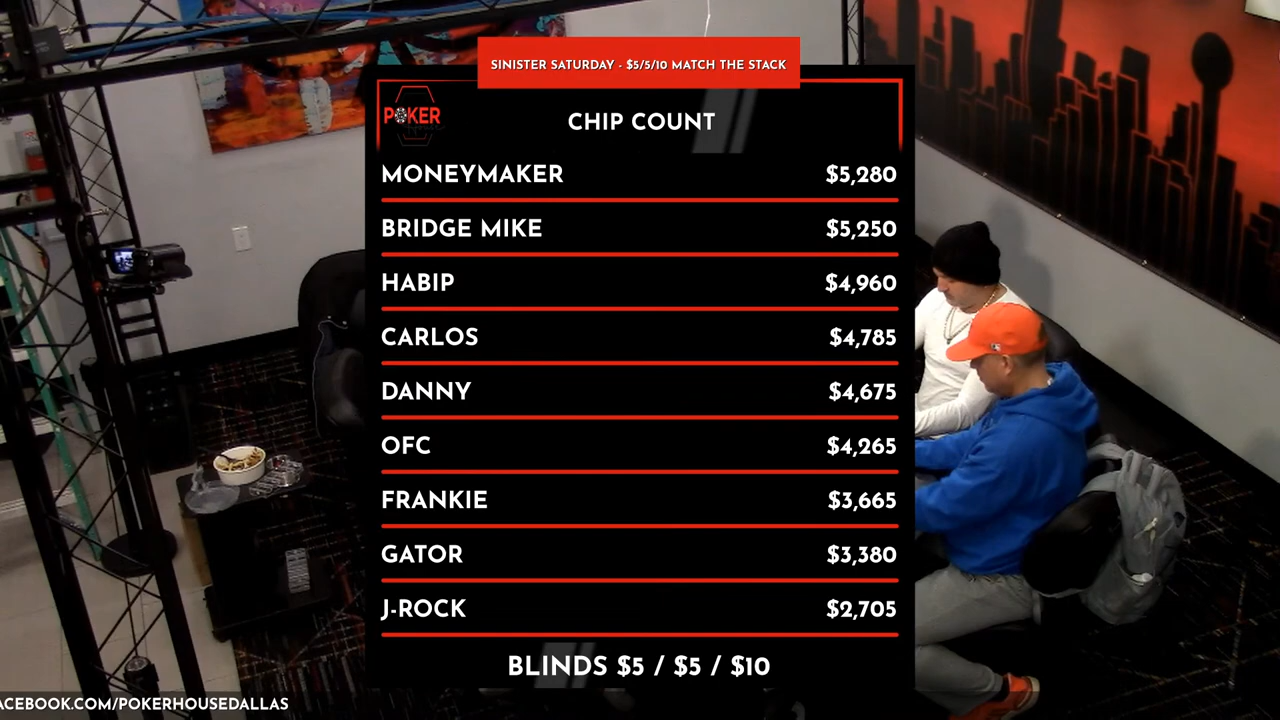 SINISTER SATURDAY - $5/5/10 MATCH THE STACK
POKER
CHIP COUNT
MONEYMAKER $5,280
BRIDGE MIKE $5,250
HABIP $4,960
CARLOS $4,785
DANNY $4,675
OFC $4,265
FRANKIE $3,665
GATOR $3,380
J-ROCK $2,705
BLINDS $5 / $5 / $10
ACEBOOK.COM/POKERHOUSEDALLAS